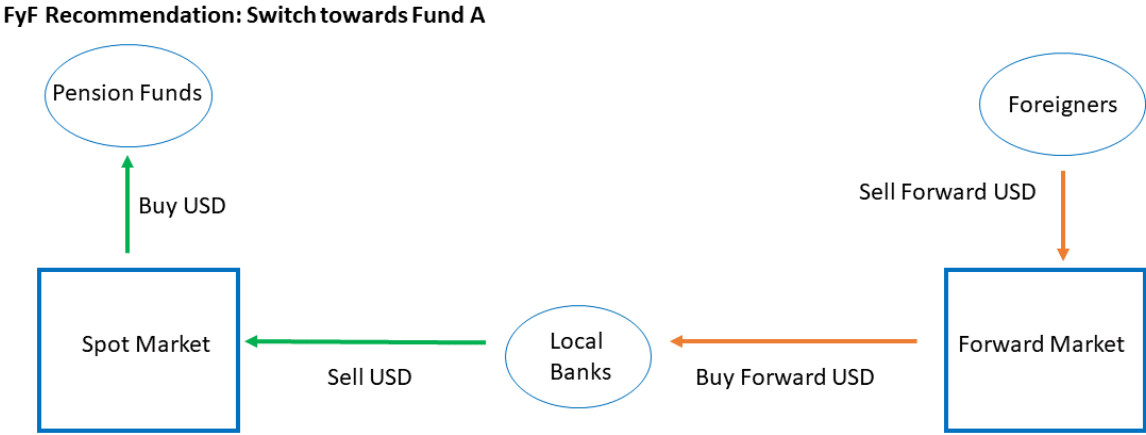 FyF Recommendation: Switch towards Fund A
Pension Funds
Foreigners
Buy USD
Sell Forward USD
Spot Market
Local
Banks
Forward Market
Sell USD
Buy Forward USD